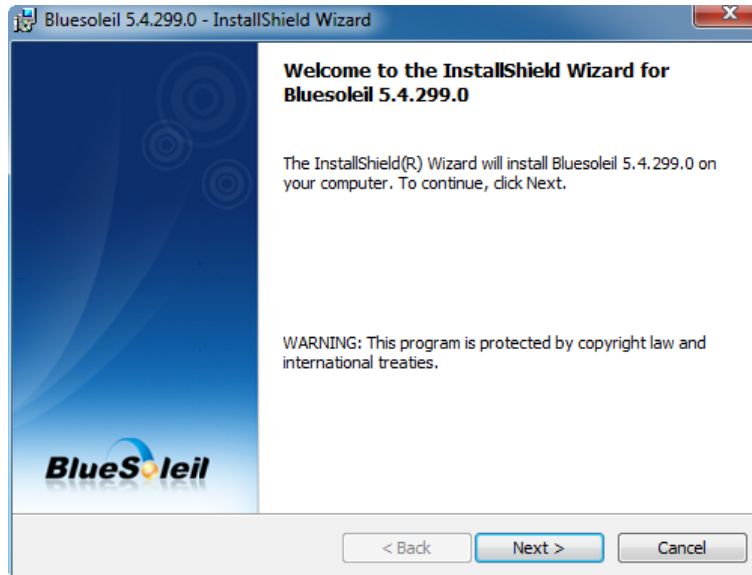 Bluesoleil 5.4.299.0 - InstallShield Wizard
Welcome to the InstallShield Wizard for
Bluesoleil 5.4.299.0
The InstallShield(R) Wizard will install Bluesoleil 5.4.299.0 on
your computer. To continue, click Next.
WARNING: This program is protected by copyright law and
international treaties.
BlueSoleil
< Back Next > Cancel